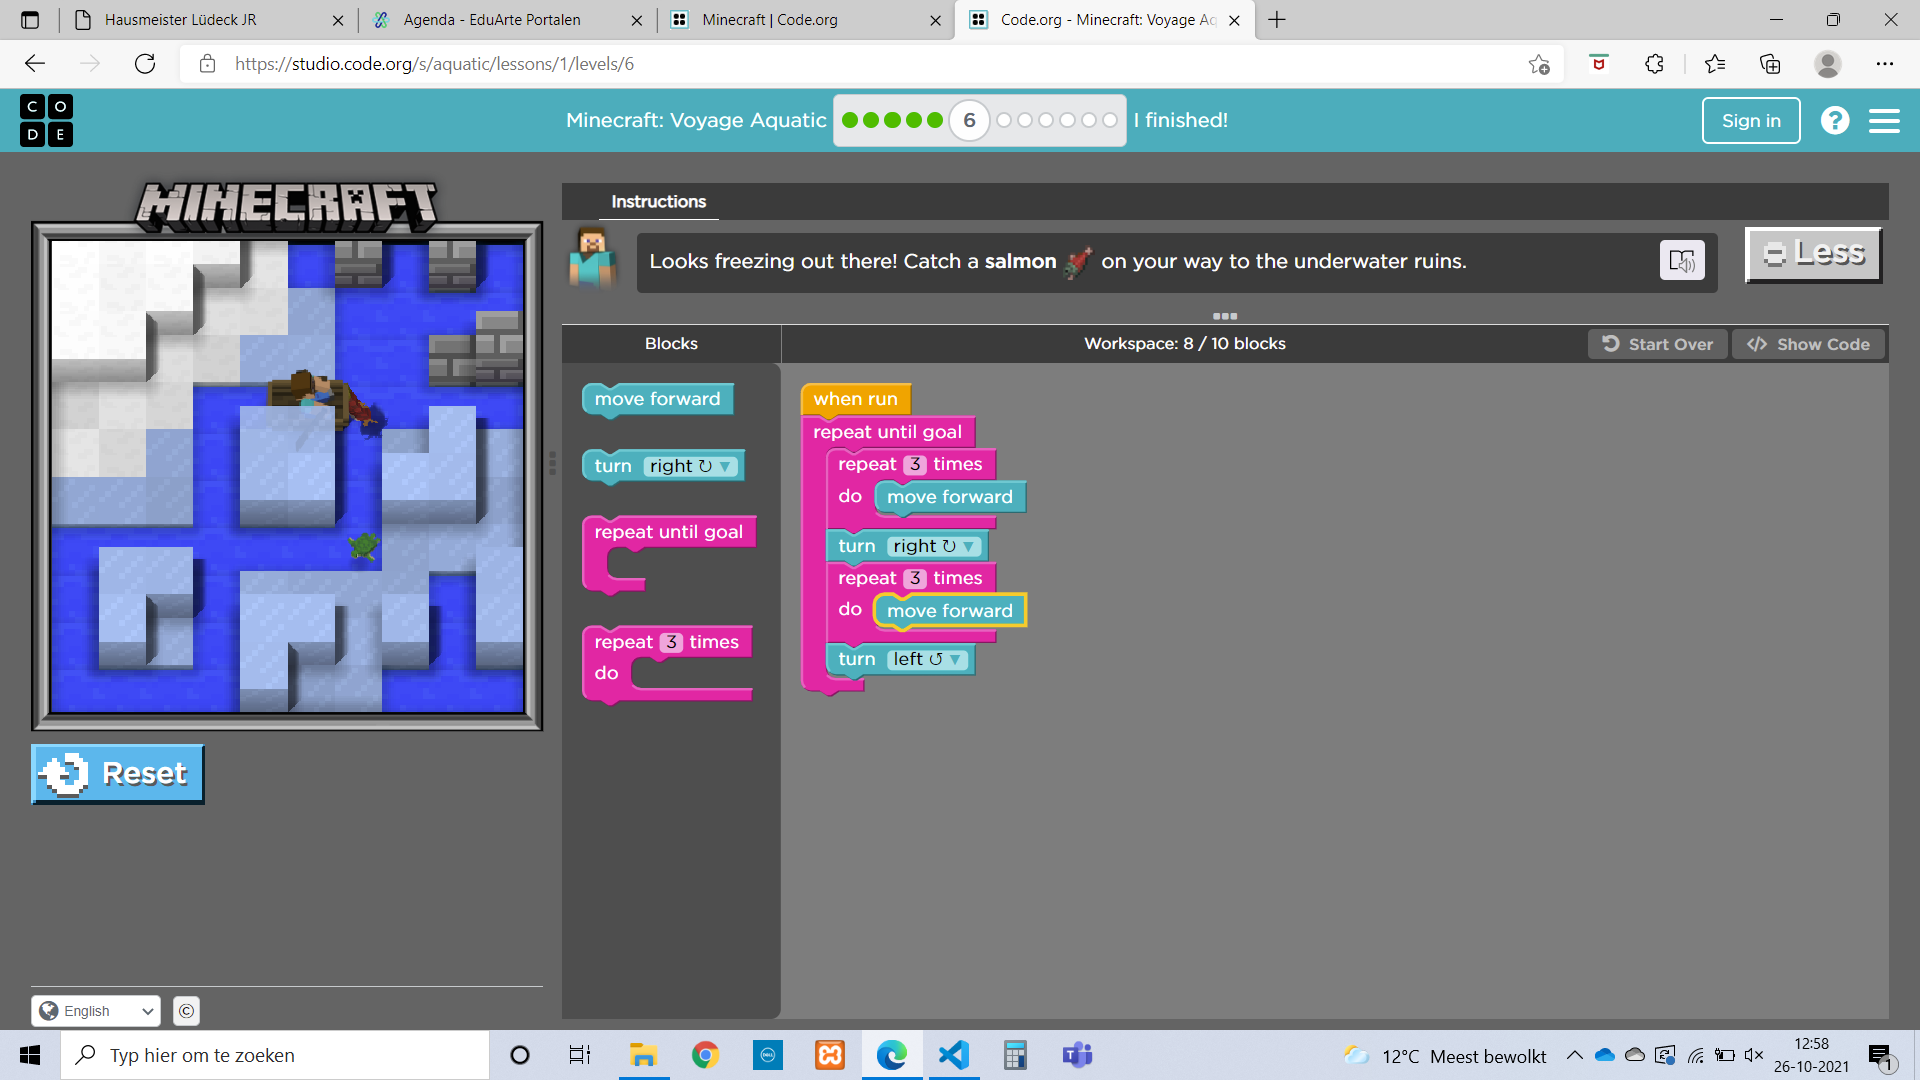 Hausmeister Lüdeck JR
Agenda - EduArte Portalen
Minecraft | Code.org
Code.org - Minecraft: Voyage Aq
https://studio.code.org/s/aquatic/lessons/1/levels/6
C O
D E
Minecraft: Voyage Aquatic
6
I finished!
Sign in
?
MINECRAFT
Instructions
Looks freezing out there! Catch a salmon on your way to the underwater ruins.
Less
Blocks
Workspace: 8 / 10 blocks
Start Over
Show Code
move forward
turn right ↻
repeat until goal
repeat 3 times
do
when run
repeat until goal
repeat 3 times
do move forward
turn right ↻
repeat 3 times
do move forward
turn left ↺
Reset
English
©
Typ hier om te zoeken
DELL
12°C Meest bewolkt
12:58
26-10-2021
1